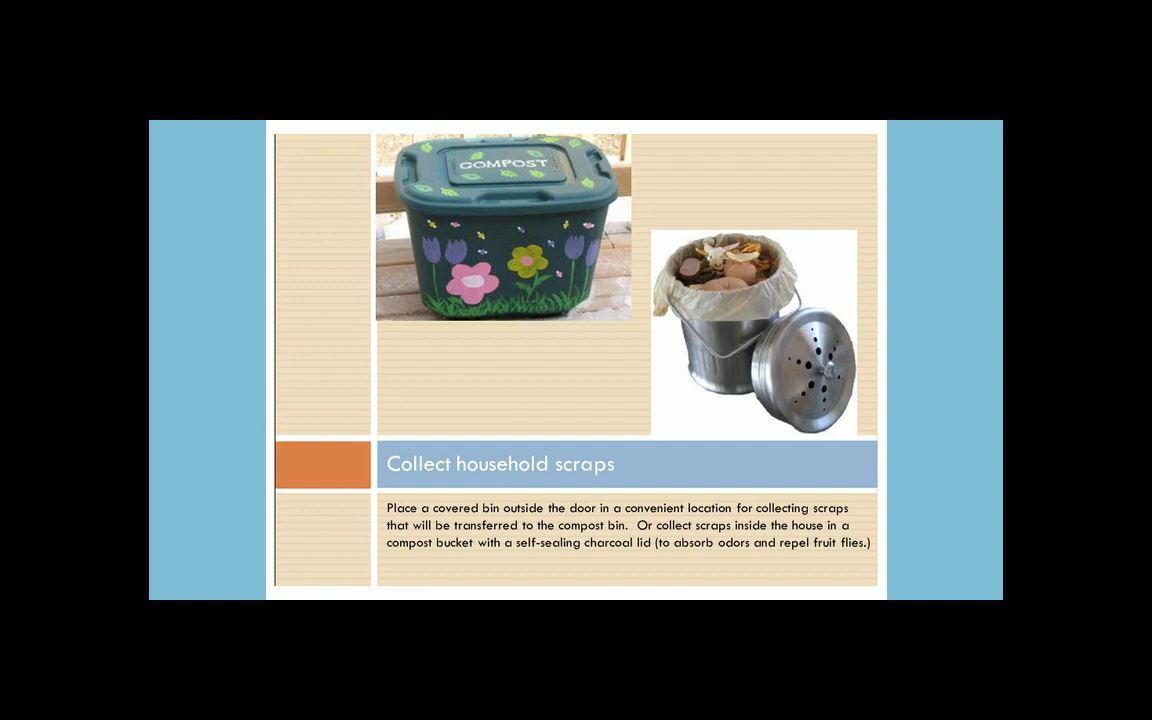 COMPOST
Collect household scraps
Place a covered bin outside the door in a convenient location for collecting scraps
that will be transferred to the compost bin.  Or collect scraps inside the house in a
compost bucket with a self-sealing charcoal lid (to absorb odors and repel fruit flies.)